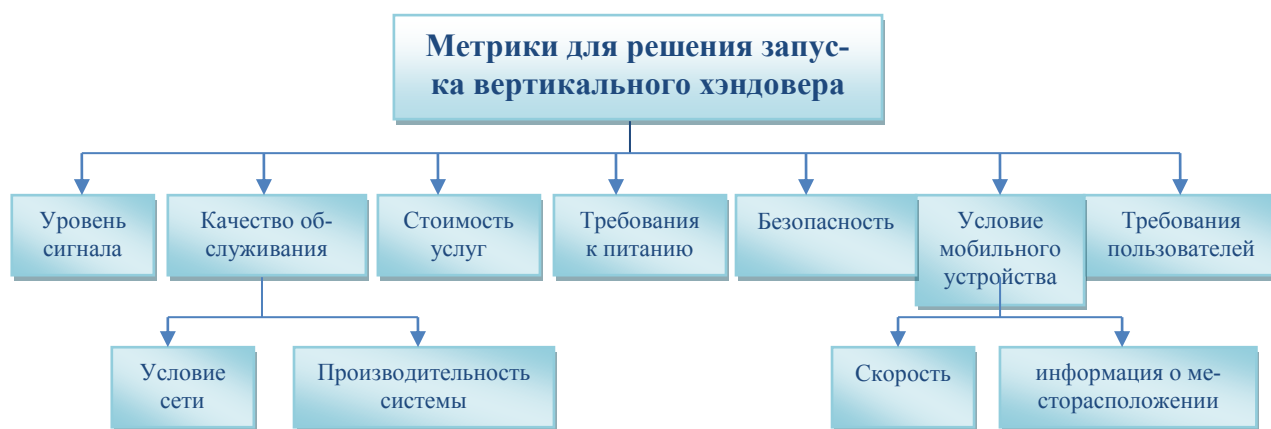 Метрики для решения запус-
ка вертикального хэндовера
Уровень
сигнала
Качество об-
служивания
Стоимость
услуг
Требования
к питанию
Безопасность
Условие
мобильного
устройства
Требования
пользователей
Условие
сети
Производительность
системы
Скорость
информация о ме-
сторасположении